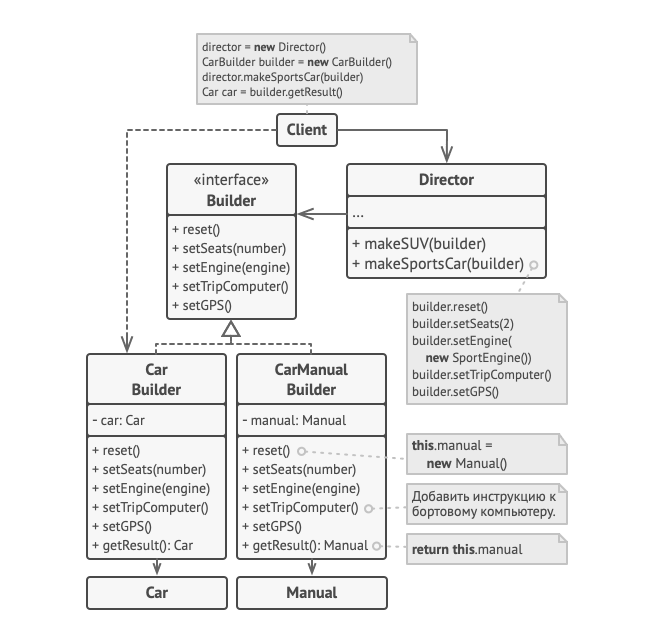 director = new Director()
CarBuilder builder = new CarBuilder()
director.makeSportsCar(builder)
Car car = builder.getResult()
Client
«interface»
Builder
+ reset()
+ setSeats(number)
+ setEngine(engine)
+ setTripComputer()
+ setGPS()
Director
...
+ makeSUV(builder)
+ makeSportsCar(builder)
builder.reset()
builder.setSeats(2)
builder.setEngine(
new SportEngine())
builder.setTripComputer()
builder.setGPS()
Car
Builder
- car: Car
+ reset()
+ setSeats(number)
+ setEngine(engine)
+ setTripComputer()
+ setGPS()
+ getResult(): Car
CarManual
Builder
- manual: Manual
+ reset()
+ setSeats(number)
+ setEngine(engine)
+ setTripComputer()
+ setGPS()
+ getResult(): Manual
this.manual =
new Manual()
Добавить инструкцию к
бортовому компьютеру.
return this.manual
Car
Manual